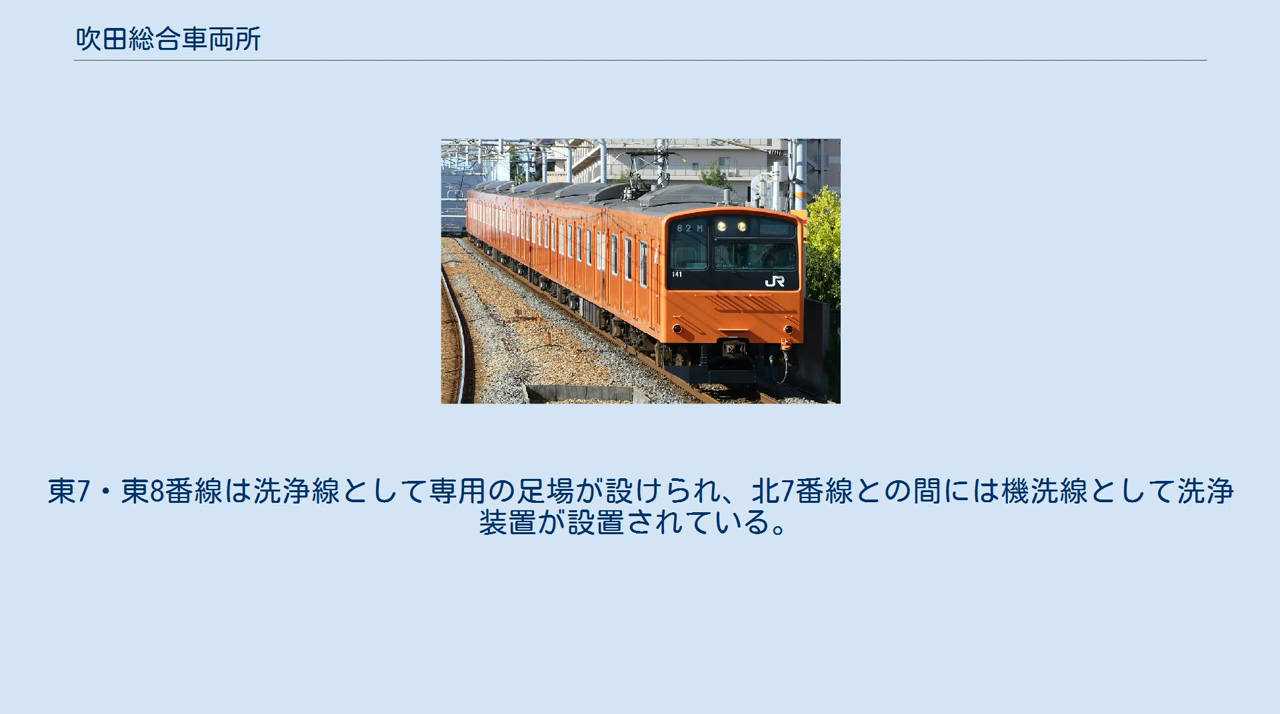 吹田総合車両所
62M
141
JR
東7・東8番線は洗浄線として専用の足場が設けられ、北7番線との間には機洗線として洗浄
装置が設置されている。